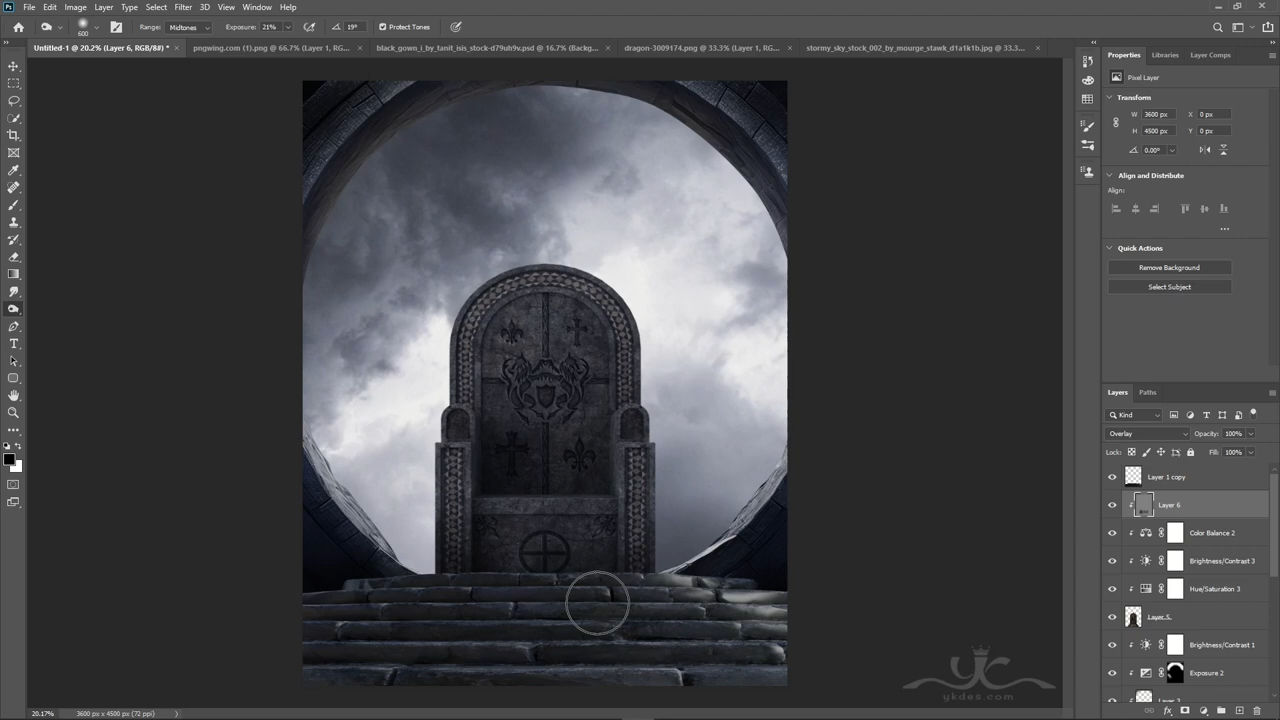 File Edit Image Layer Type Select Filter 3D View Window Help
600 Range: Midtones Exposure: 21% 19° Protect Tones
Untitled-1 @ 20.2% (Layer 6, RGB/8#) * × pngwing.com (1).png @ 66.7% (Layer 1, RG... × black_gown_i_by_tanit_isis_stock-d79uh9v.psd @ 16.7% (Backg... × dragon-3009174.png @ 33.3% (Layer 1, RG... × stormy_sky_stock_002_by_mourge_stawk_d1a1k1b.jpg @ 33.3... ×
Properties Libraries Layer Comps
Pixel Layer
Transform
W 3600 px X 0 px
H 4500 px Y 0 px
0.00°
Align and Distribute
Align:
Quick Actions
Remove Background
Select Subject
Layers Paths
Kind
Overlay Opacity: 100%
Lock: Fill: 100%
Layer 1 copy
Layer 6
Color Balance 2
Brightness/Contrast 3
Hue/Saturation 3
Layer 5
Brightness/Contrast 1
Exposure 2
yc
ykdes.com
20.17% 3600 px x 4500 px (72 ppi)